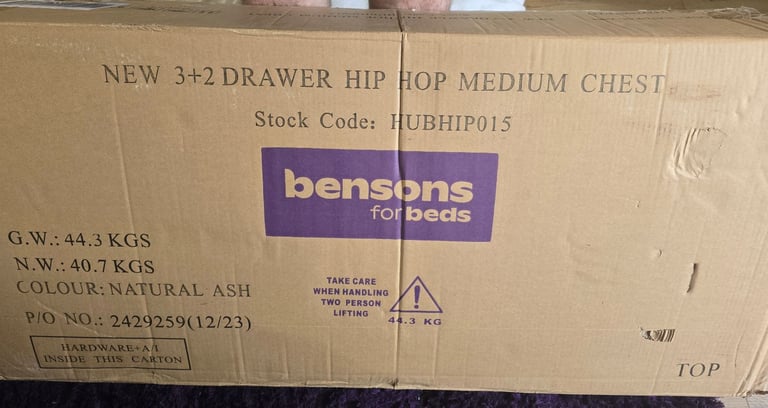 NEW 3+2 DRAWER HIP HOP MEDIUM CHEST
Stock Code: HUBHIP015
bensons
for beds
G.W.: 44.3 KGS
N.W.: 40.7 KGS
COLOUR: NATURAL ASH
P/O NO.: 2429259(12/23)
HARDWARE+A/I
INSIDE THIS CARTON
TAKE CARE
WHEN HANDLING
TWO PERSON
LIFTING
!
44.3 KG
TOP